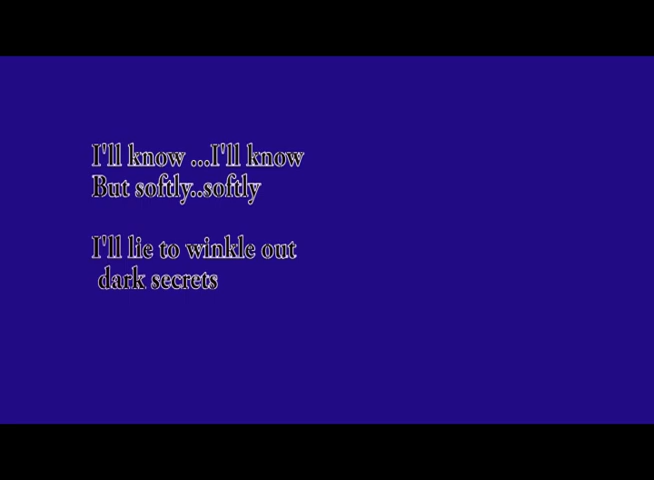 I'll know ...I'll know
But softly..softly
I'll lie to winkle out
dark secrets